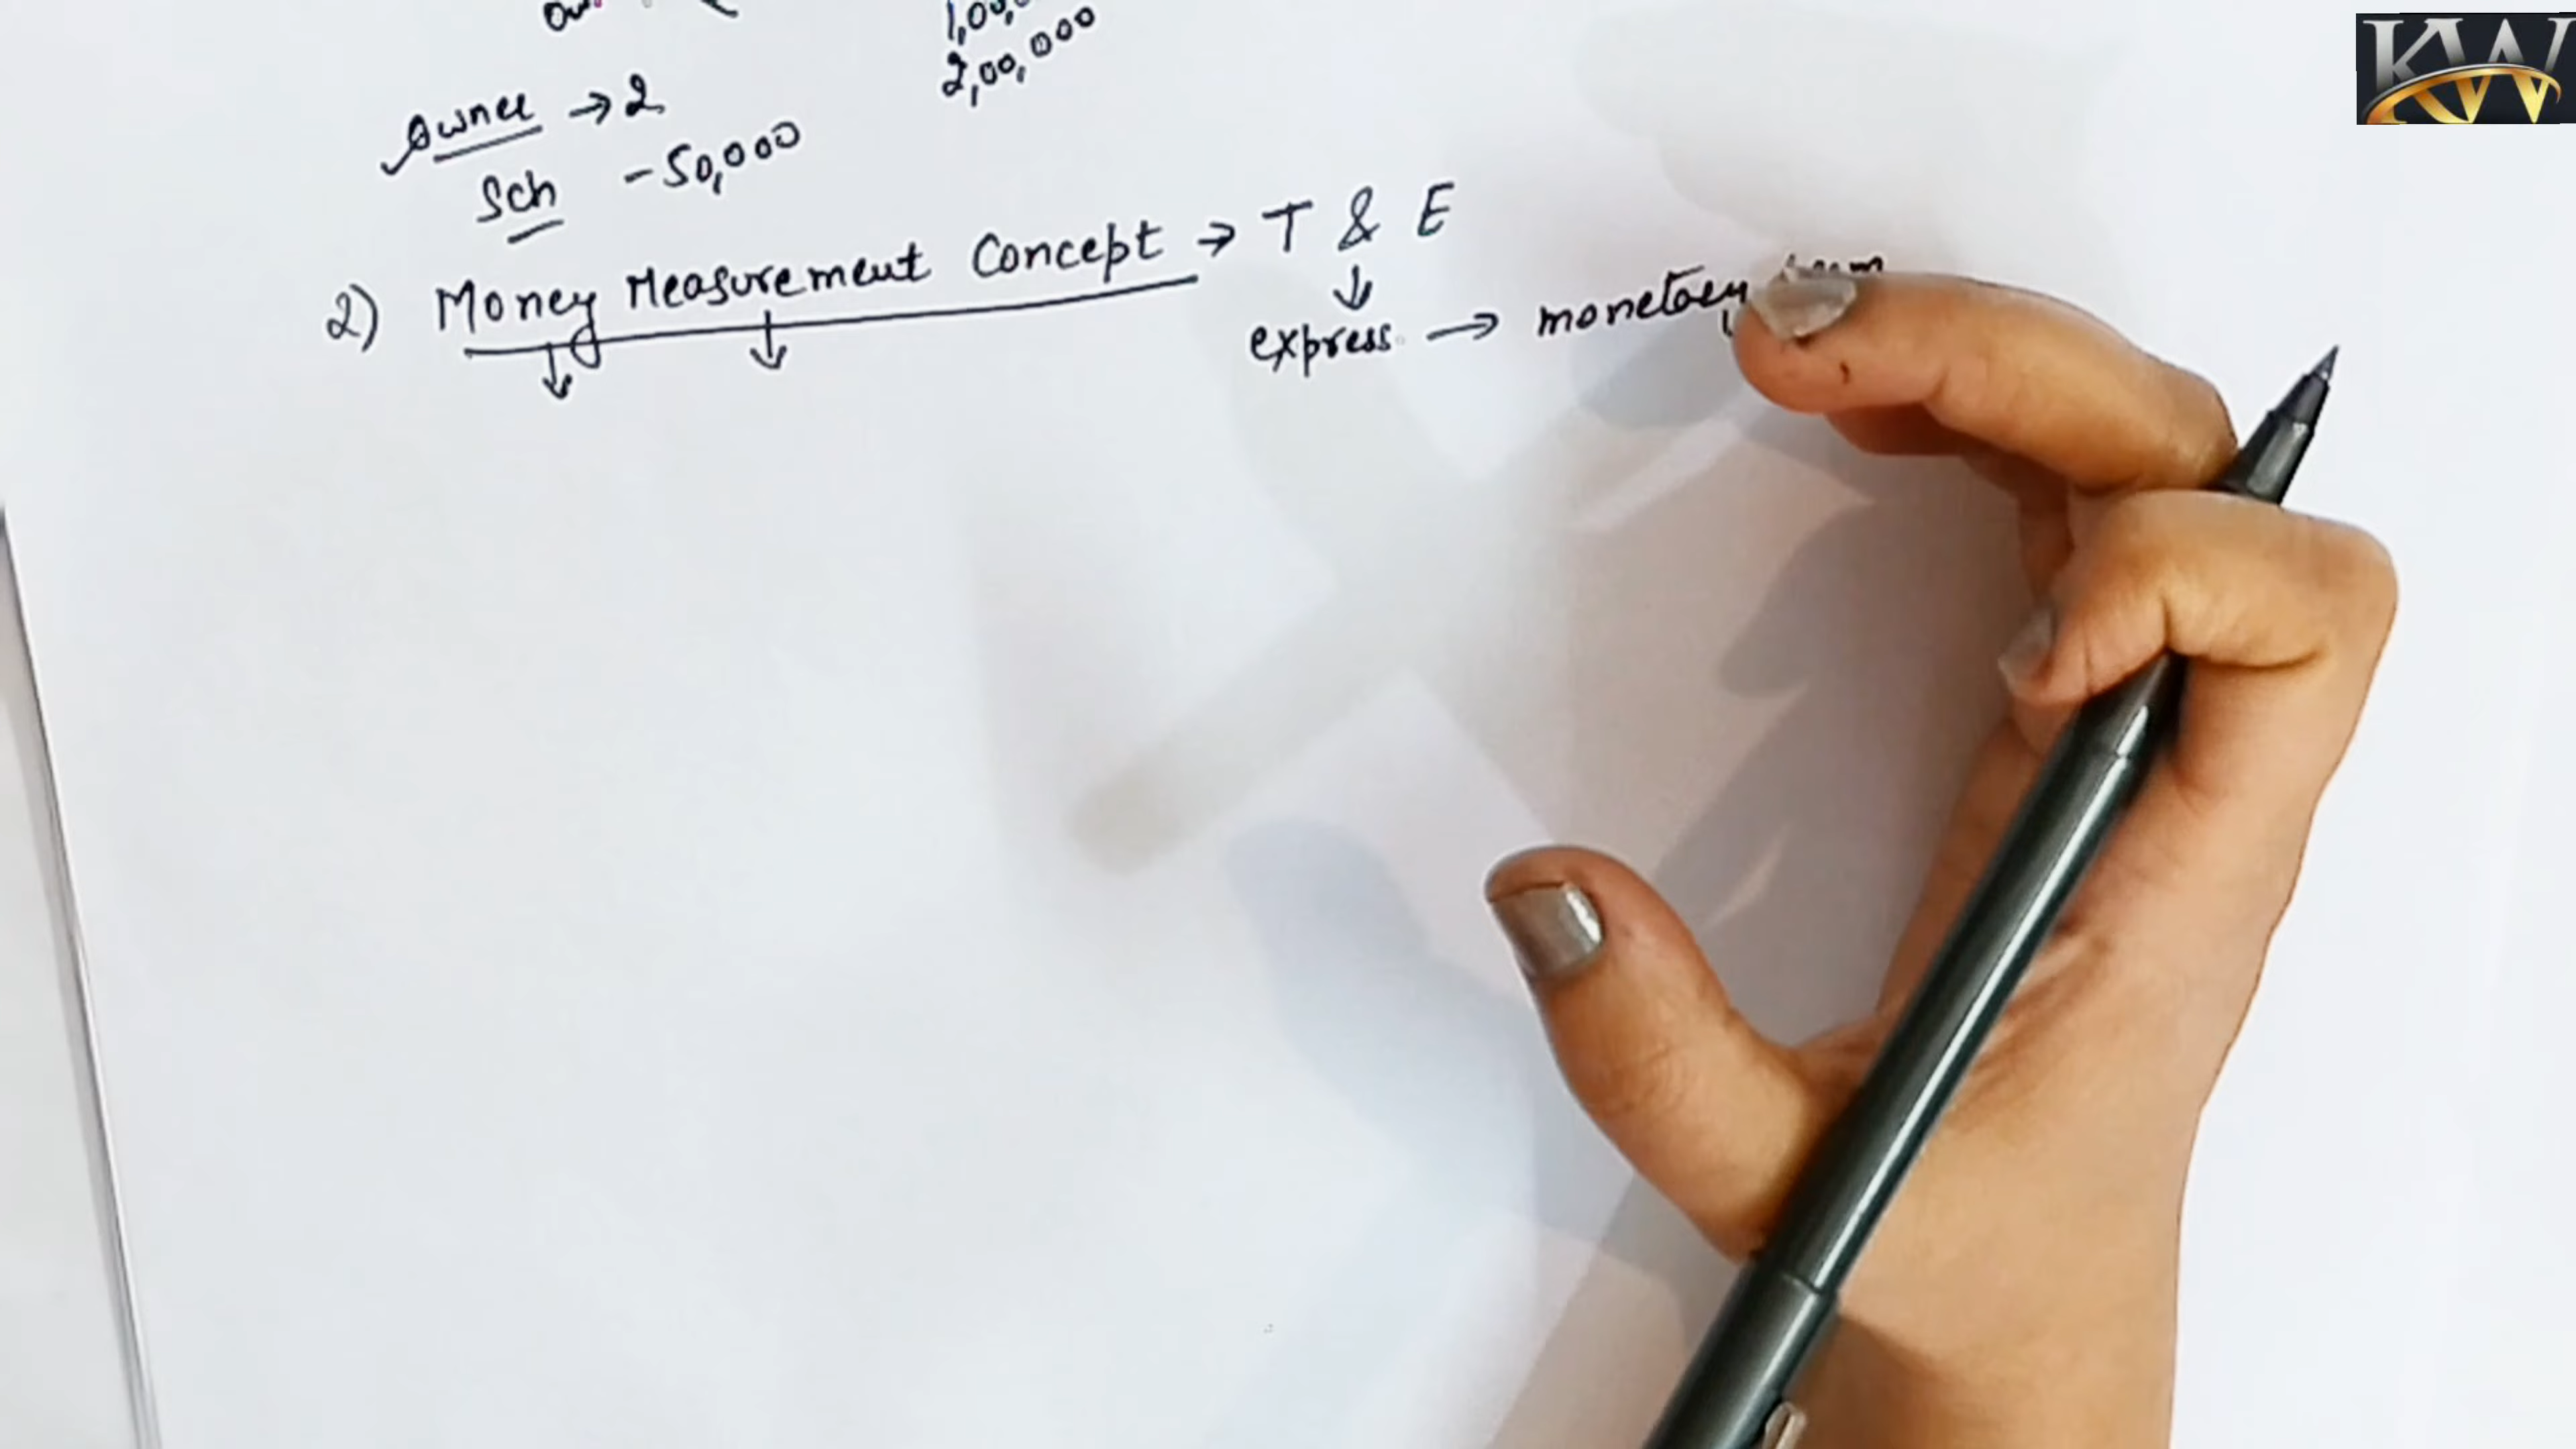 2,00,000
Owner → 2
Sch - 50,000
2) Money Measurement Concept → T & E
express → monetary
KW